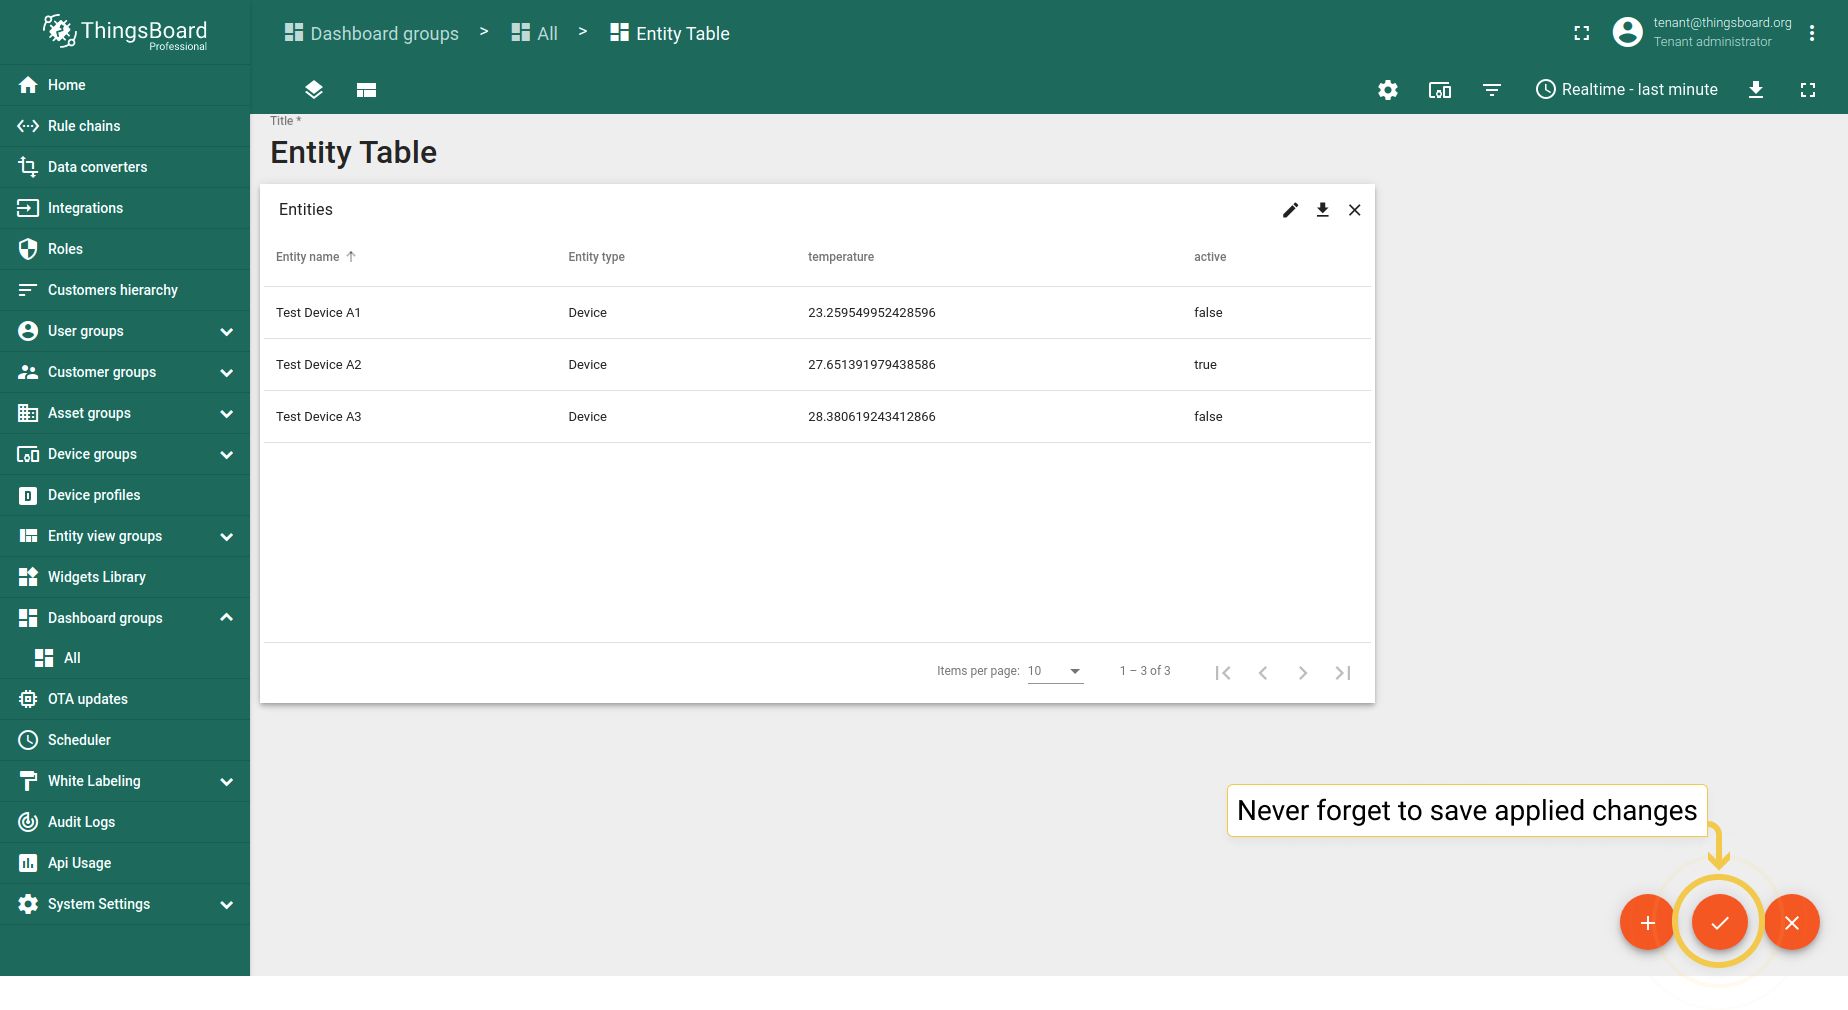 ThingsBoard
Professional
Home
Rule chains
Data converters
Integrations
Roles
Customers hierarchy
User groups
Customer groups
Asset groups
Device groups
Device profiles
Entity view groups
Widgets Library
Dashboard groups
All
OTA updates
Scheduler
White Labeling
Audit Logs
Api Usage
System Settings
Dashboard groups > All > Entity Table
tenant@thingsboard.org
Tenant administrator
Realtime - last minute
Title *
Entity Table
Entities
Entity name Entity type temperature active
Test Device A1 Device 23.259549952428596 false
Test Device A2 Device 27.651391979438586 true
Test Device A3 Device 28.380619243412866 false
Items per page: 10 1 – 3 of 3
Never forget to save applied changes